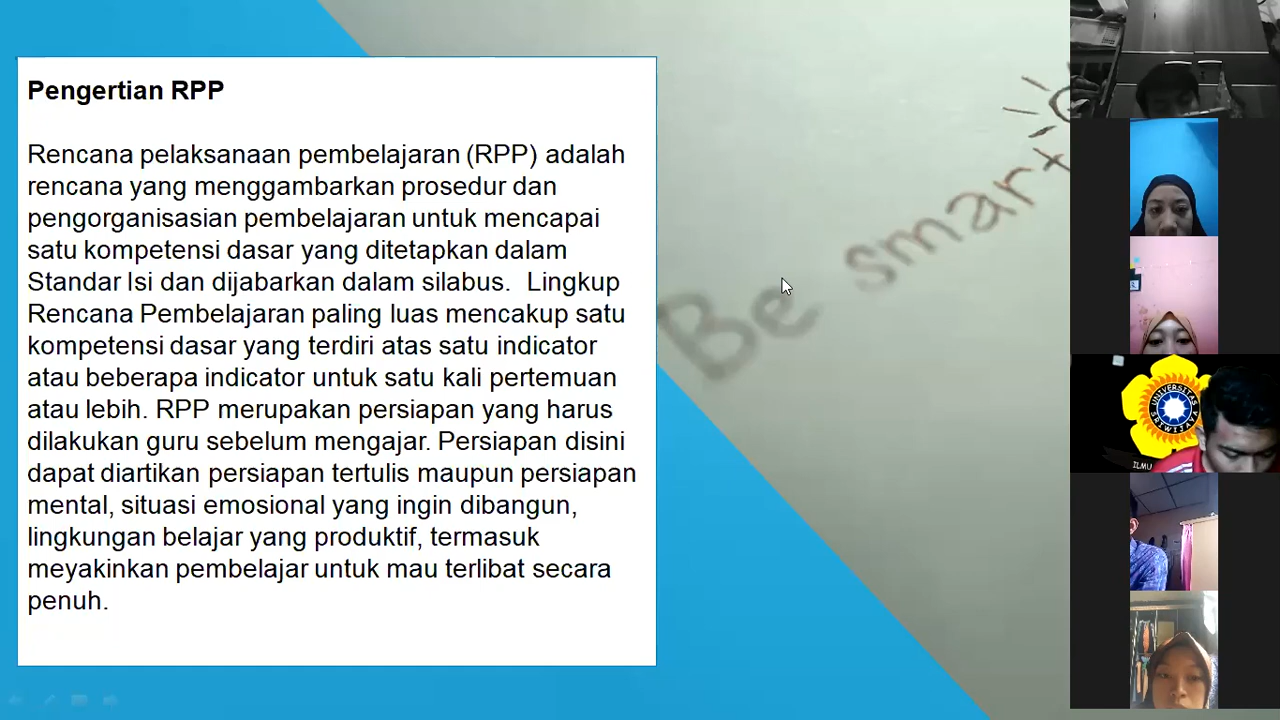 Pengertian RPP
Rencana pelaksanaan pembelajaran (RPP) adalah
rencana yang menggambarkan prosedur dan
pengorganisasian pembelajaran untuk mencapai
satu kompetensi dasar yang ditetapkan dalam
Standar Isi dan dijabarkan dalam silabus.  Lingkup
Rencana Pembelajaran paling luas mencakup satu
kompetensi dasar yang terdiri atas satu indicator
atau beberapa indicator untuk satu kali pertemuan
atau lebih. RPP merupakan persiapan yang harus
dilakukan guru sebelum mengajar. Persiapan disini
dapat diartikan persiapan tertulis maupun persiapan
mental, situasi emosional yang ingin dibangun,
lingkungan belajar yang produktif, termasuk
meyakinkan pembelajar untuk mau terlibat secara
penuh.
Be smart
UNIVERSITAS
SRIWIJAYA
ILMU